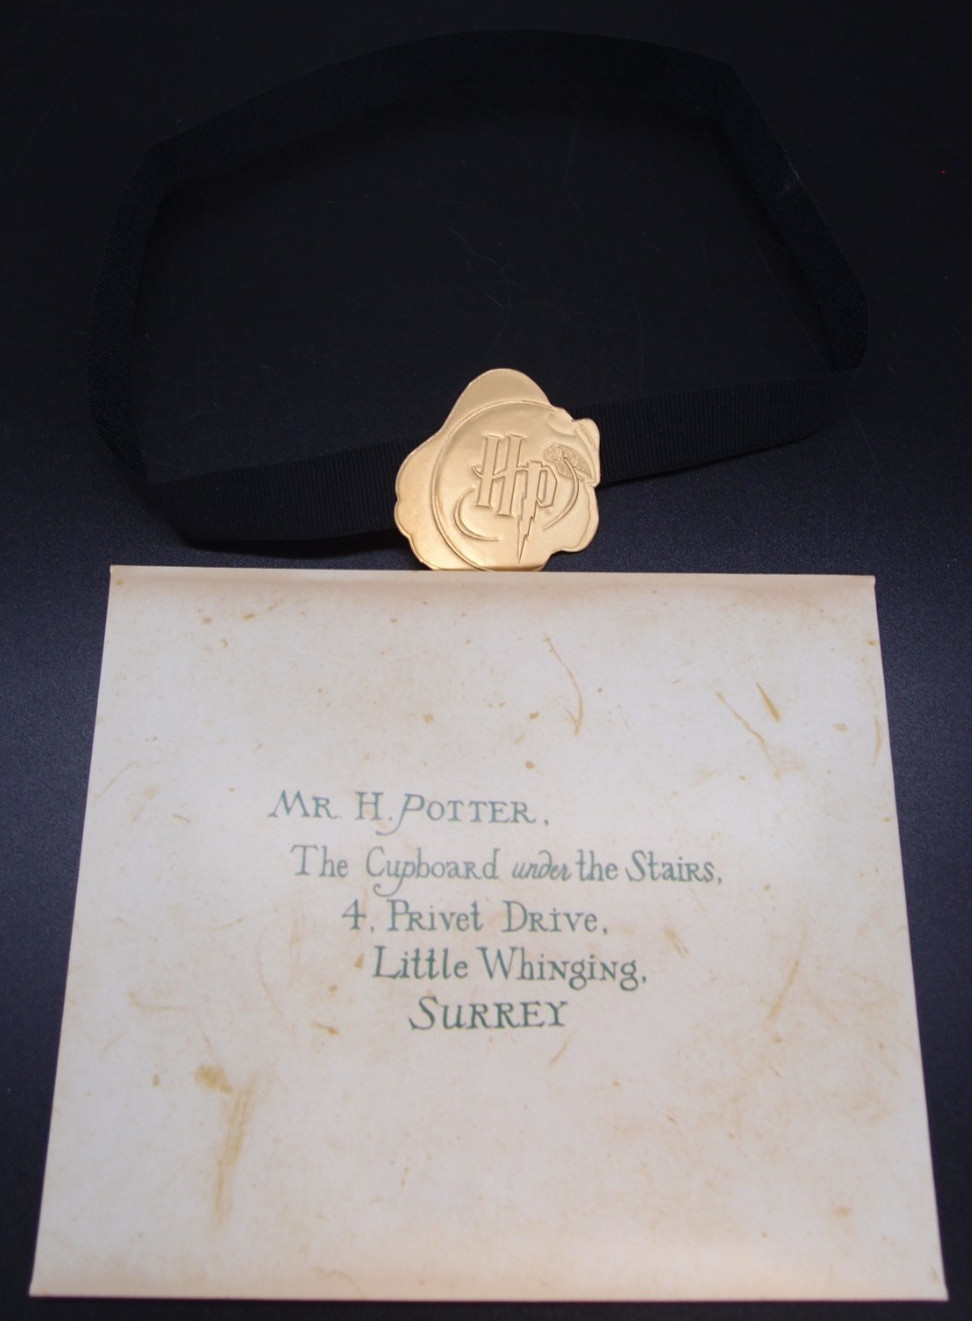 HP
MR. H. POTTER,
The Cupboard under the Stairs,
4, Privet Drive,
Little Whinging,
SURREY